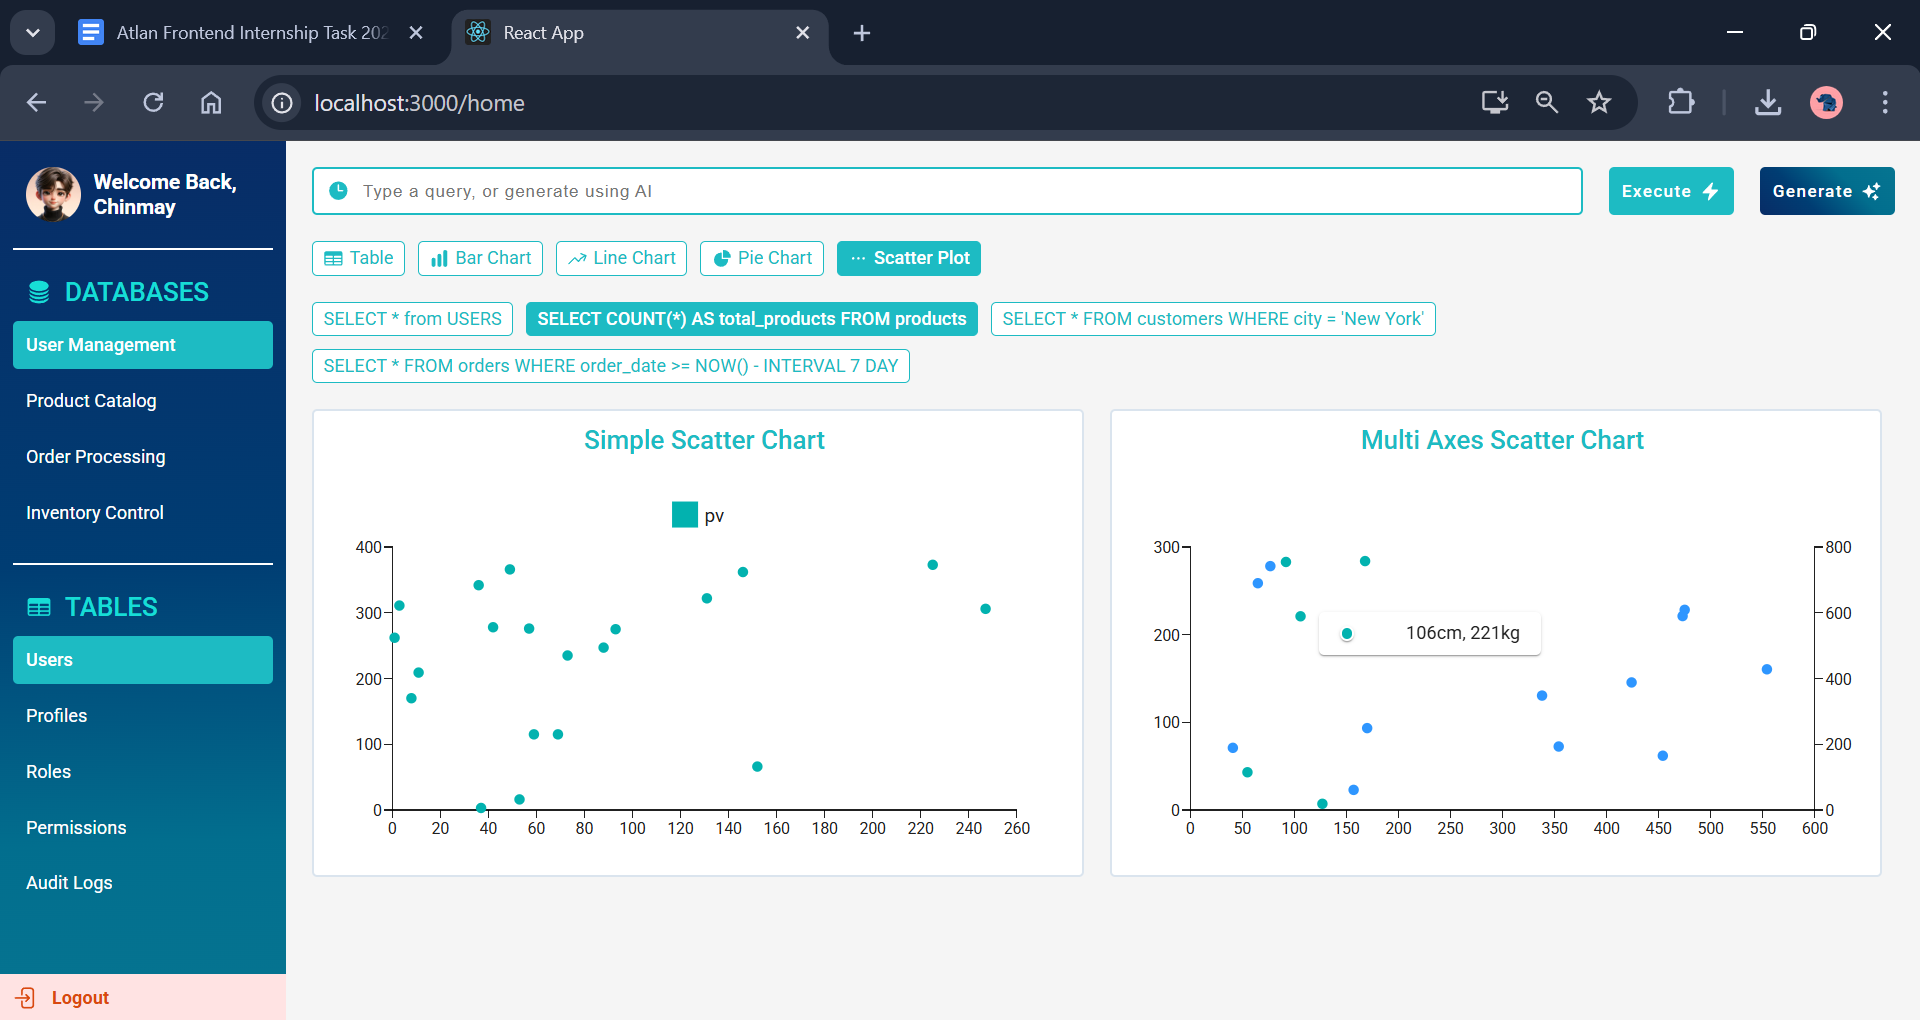 Atlan Frontend Internship Task 202
React App
localhost:3000/home
Welcome Back,
Chinmay
DATABASES
User Management
Product Catalog
Order Processing
Inventory Control
TABLES
Users
Profiles
Roles
Permissions
Audit Logs
Logout
Type a query, or generate using AI
Execute
Generate
Table
Bar Chart
Line Chart
Pie Chart
Scatter Plot
SELECT * from USERS
SELECT COUNT(*) AS total_products FROM products
SELECT * FROM customers WHERE city = 'New York'
SELECT * FROM orders WHERE order_date >= NOW() - INTERVAL 7 DAY
Simple Scatter Chart
pv
400
300
200
100
0
0 20 40 60 80 100 120 140 160 180 200 220 240 260
Multi Axes Scatter Chart
300
200
100
0
106cm, 221kg
800
600
400
200
0
0 50 100 150 200 250 300 350 400 450 500 550 600